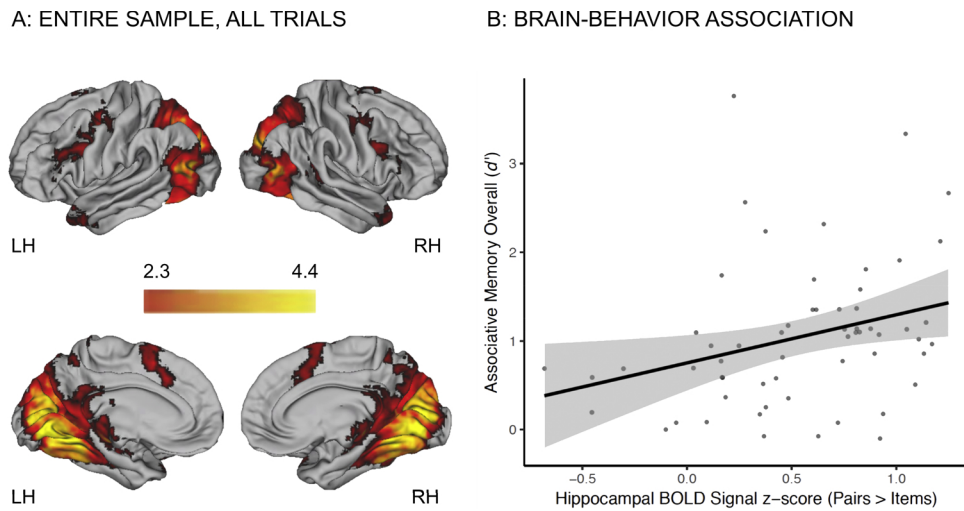 A: ENTIRE SAMPLE, ALL TRIALS
LH
RH
2.3
4.4
LH
RH
B: BRAIN-BEHAVIOR ASSOCIATION
Associative Memory Overall (d')
3
2
1
0
−0.5
0.0
0.5
1.0
Hippocampal BOLD Signal z−score (Pairs > Items)